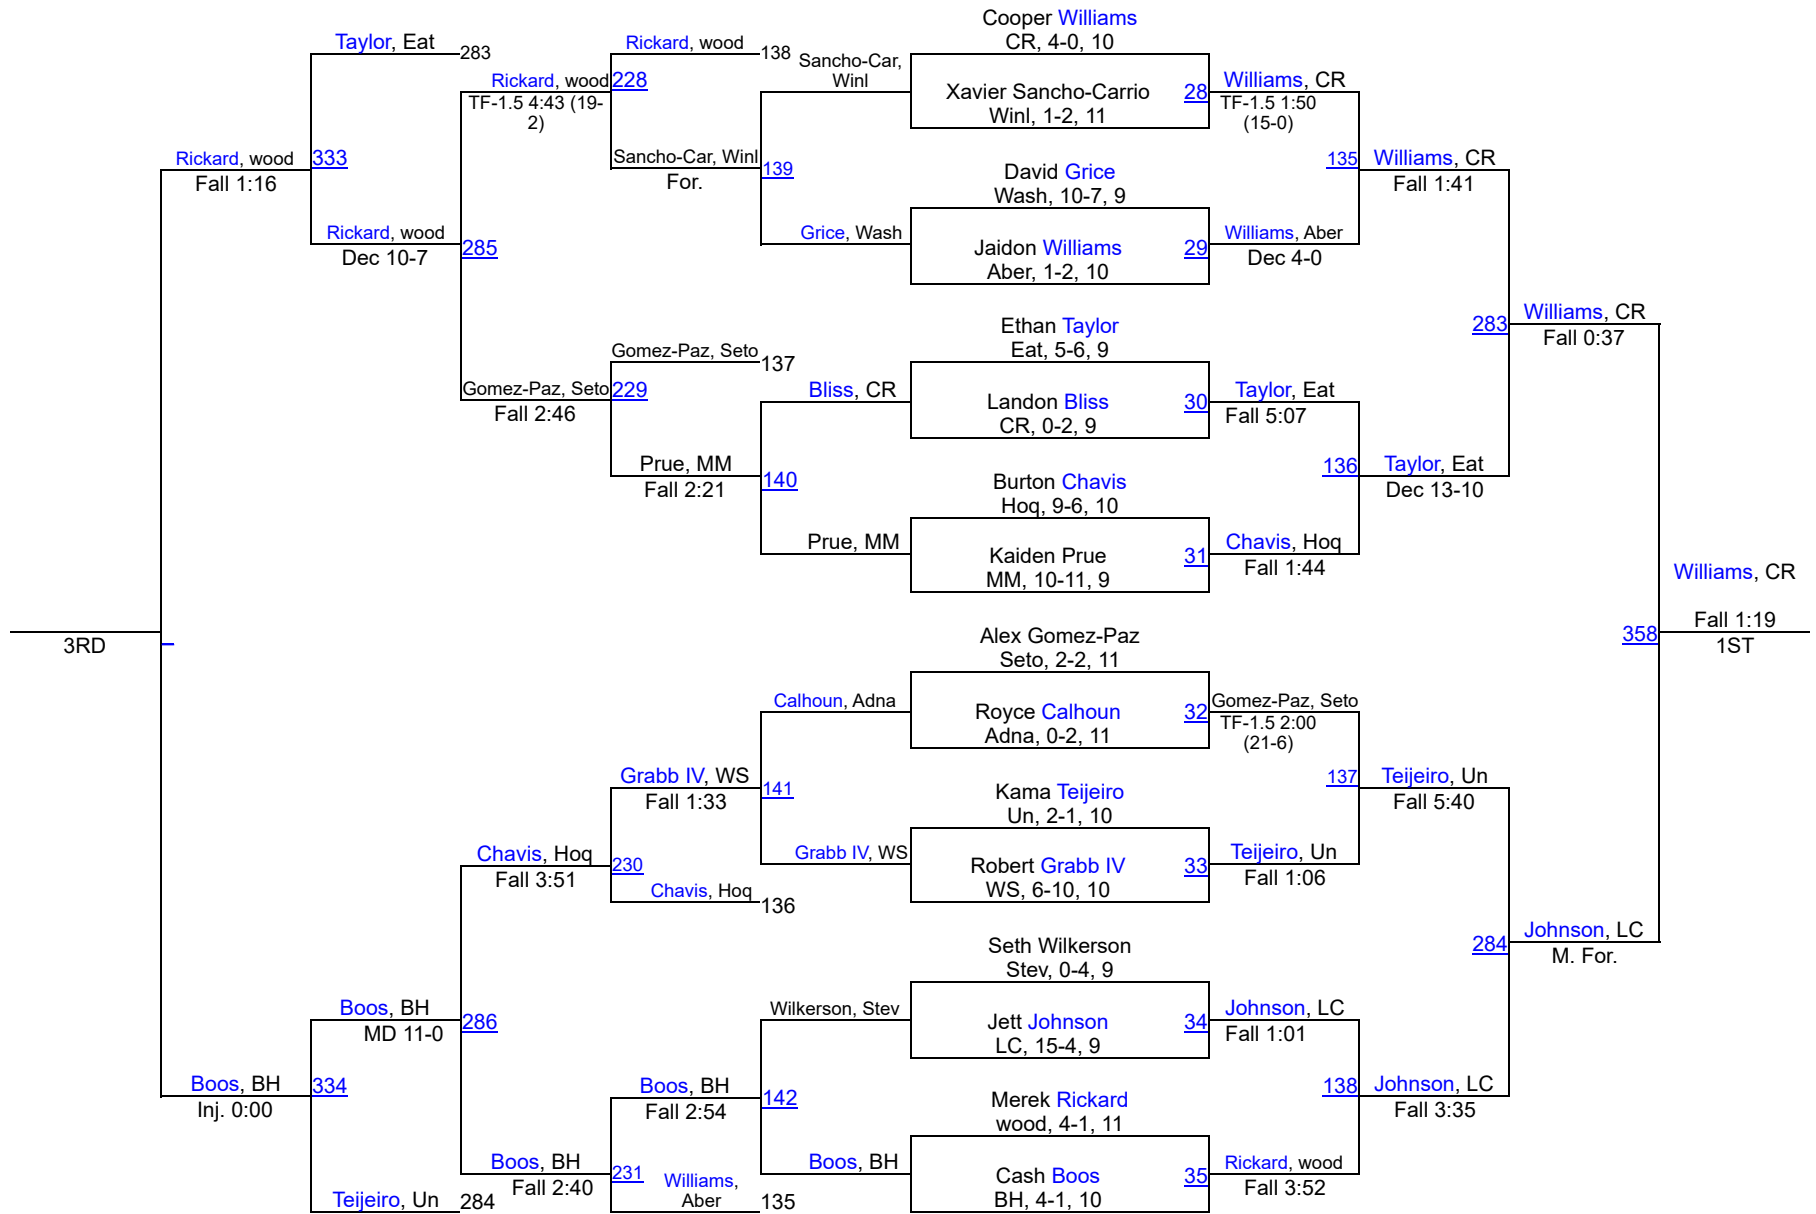 Cooper Williams
CR, 4-0, 10
Taylor, Eat
283
Rickard, wood
138
Sancho-Car,
Winl
Rickard, wood
228
TF-1.5 4:43 (19-
2)
Xavier Sancho-Carrio
Winl, 1-2, 11
28
Williams, CR
TF-1.5 1:50
(15-0)
Rickard, wood
333
Fall 1:16
Sancho-Car, Winl
For.
139
David Grice
Wash, 10-7, 9
135
Williams, CR
Fall 1:41
Rickard, wood
Dec 10-7
285
Grice, Wash
Jaidon Williams
Aber, 1-2, 10
29
Williams, Aber
Dec 4-0
Ethan Taylor
Eat, 5-6, 9
283
Williams, CR
Fall 0:37
Gomez-Paz, Seto
137
Gomez-Paz, Seto
229
Fall 2:46
Bliss, CR
Landon Bliss
CR, 0-2, 9
30
Taylor, Eat
Fall 5:07
Prue, MM
Fall 2:21
140
Burton Chavis
Hoq, 9-6, 10
136
Taylor, Eat
Dec 13-10
Prue, MM
Kaiden Prue
MM, 10-11, 9
31
Chavis, Hoq
Fall 1:44
Williams, CR
3RD
Alex Gomez-Paz
Seto, 2-2, 11
358
Fall 1:19
1ST
Calhoun, Adna
Royce Calhoun
Adna, 0-2, 11
32
Gomez-Paz, Seto
TF-1.5 2:00
(21-6)
Grabb IV, WS
Fall 1:33
141
Kama Teijeiro
Un, 2-1, 10
137
Teijeiro, Un
Fall 5:40
Chavis, Hoq
Fall 3:51
230
Grabb IV, WS
Robert Grabb IV
WS, 6-10, 10
33
Teijeiro, Un
Fall 1:06
Chavis, Hoq
136
Seth Wilkerson
Stev, 0-4, 9
284
Johnson, LC
M. For.
Boos, BH
MD 11-0
286
Wilkerson, Stev
Jett Johnson
LC, 15-4, 9
34
Johnson, LC
Fall 1:01
Boos, BH
Inj. 0:00
334
Boos, BH
Fall 2:54
142
Merek Rickard
wood, 4-1, 11
138
Johnson, LC
Fall 3:35
Boos, BH
Fall 2:40
231
Williams,
Aber
135
Boos, BH
Cash Boos
BH, 4-1, 10
35
Rickard, wood
Fall 3:52
Teijeiro, Un
284